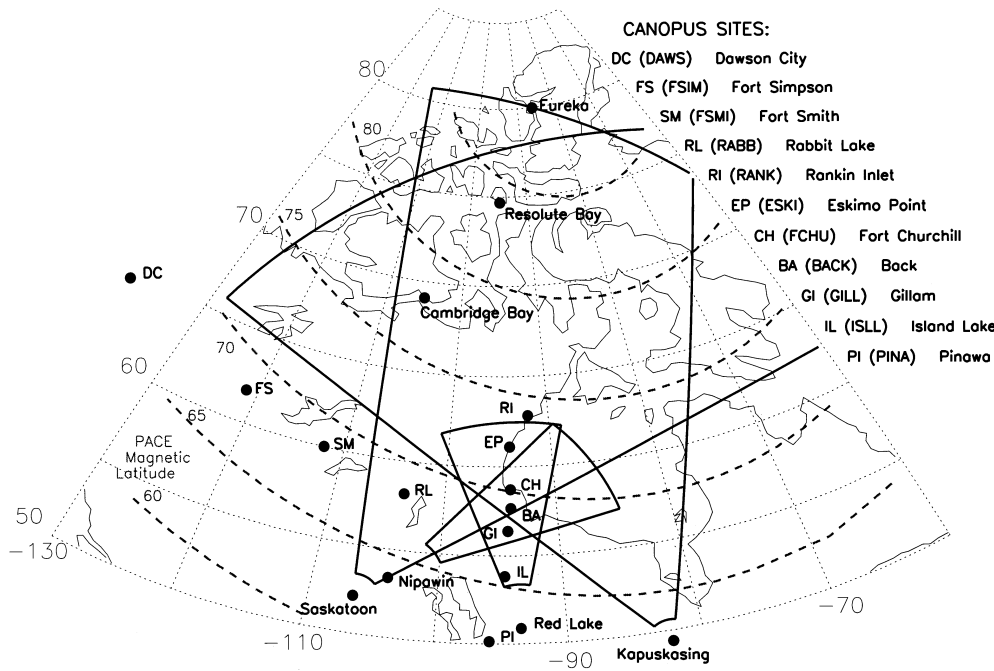 CANOPUS SITES:
DC (DAWS) Dawson City
FS (FSIM) Fort Simpson
SM (FSMI) Fort Smith
RL (RABB) Rabbit Lake
RI (RANK) Rankin Inlet
EP (ESKI) Eskimo Point
CH (FCHU) Fort Churchill
BA (BACK) Back
GI (GILL) Gillam
IL (ISLL) Island Lake
PI (PINA) Pinawa
80
Eureka
80
70
75
Resolute Bay
DC
Cambridge Bay
70
60
FS
65
RI
PACE
Magnetic
Latitude
SM
EP
60
RL
CH
BA
50
GI
-130
IL
Nipawin
Saskatoon
-70
Red Lake
PI
-110
Kapuskasing
-90